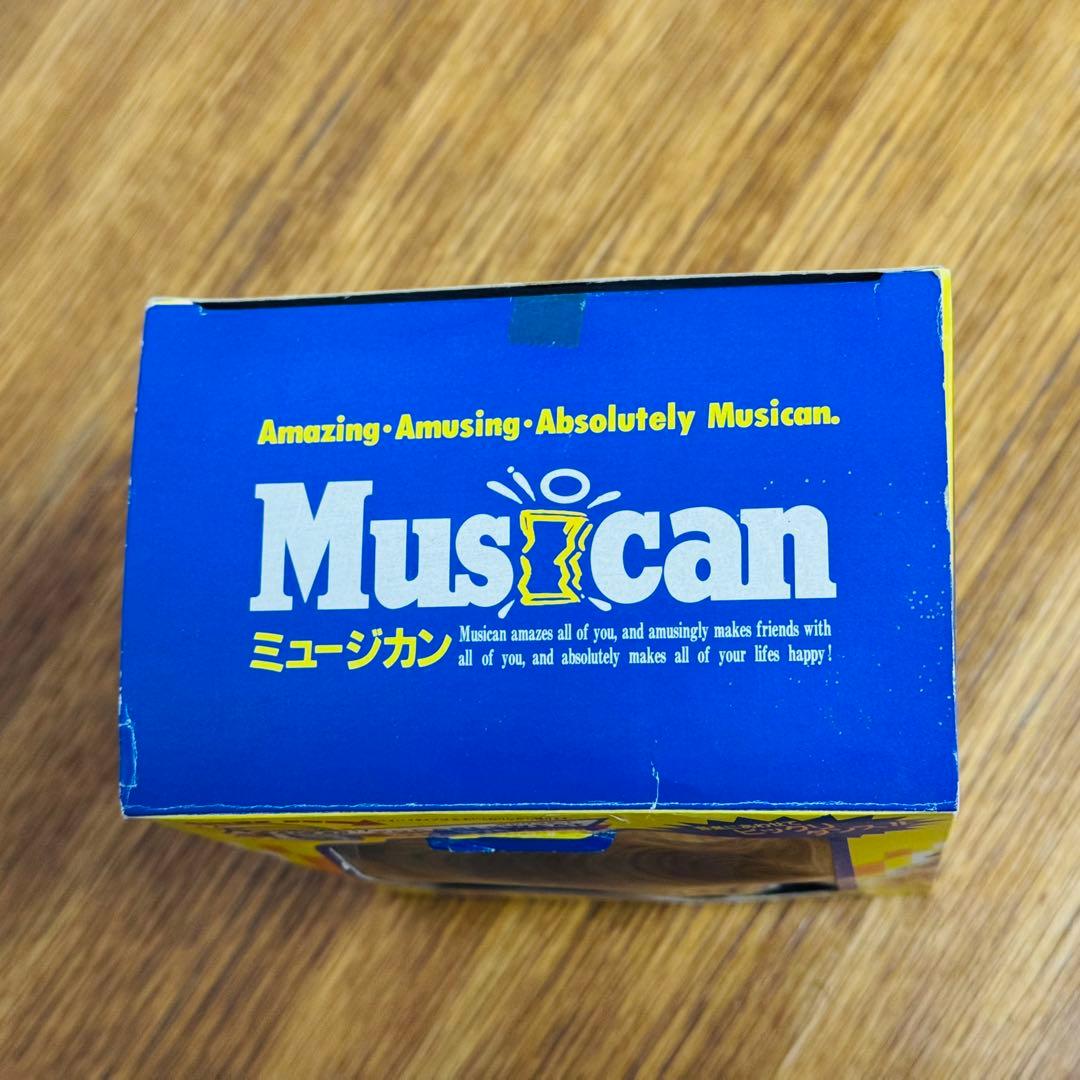 Amazing・Amusing・Absolutely Musican.
Musican
ミュージカン
Musican amazes all of you, and amusingly makes friends with
all of you, and absolutely makes all of your lifes happy!